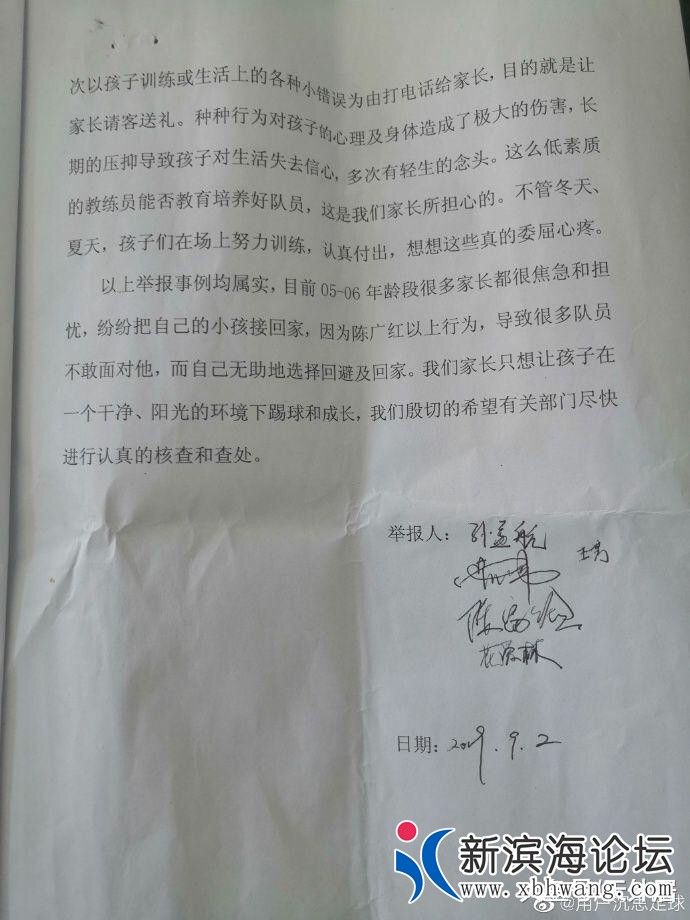 次以孩子训练或生活上的各种小错误为由打电话给家长，目的就是让
家长请客送礼。种种行为对孩子的心理及身体造成了极大的伤害，长
期的压抑导致孩子对生活失去信心，多次有轻生的念头。这么低素质
的教练员能否教育培养好队员，这是我们家长所担心的。不管冬天、
夏天，孩子们在场上努力训练，认真付出，想想这些真的委屈心疼。
以上举报事例均属实，目前 05-06 年龄段很多家长都很焦急和担
忧，纷纷把自己的小孩接回家，因为陈广红以上行为，导致很多队员
不敢面对他，而自己无助地选择回避及回家。我们家长只想让孩子在
一个干净、阳光的环境下踢球和成长，我们殷切的希望有关部门尽快
进行认真的核查和查处。
举报人：
日期：2019.9.2
新滨海论坛
www.xbhwang.com
@用户沉思足球